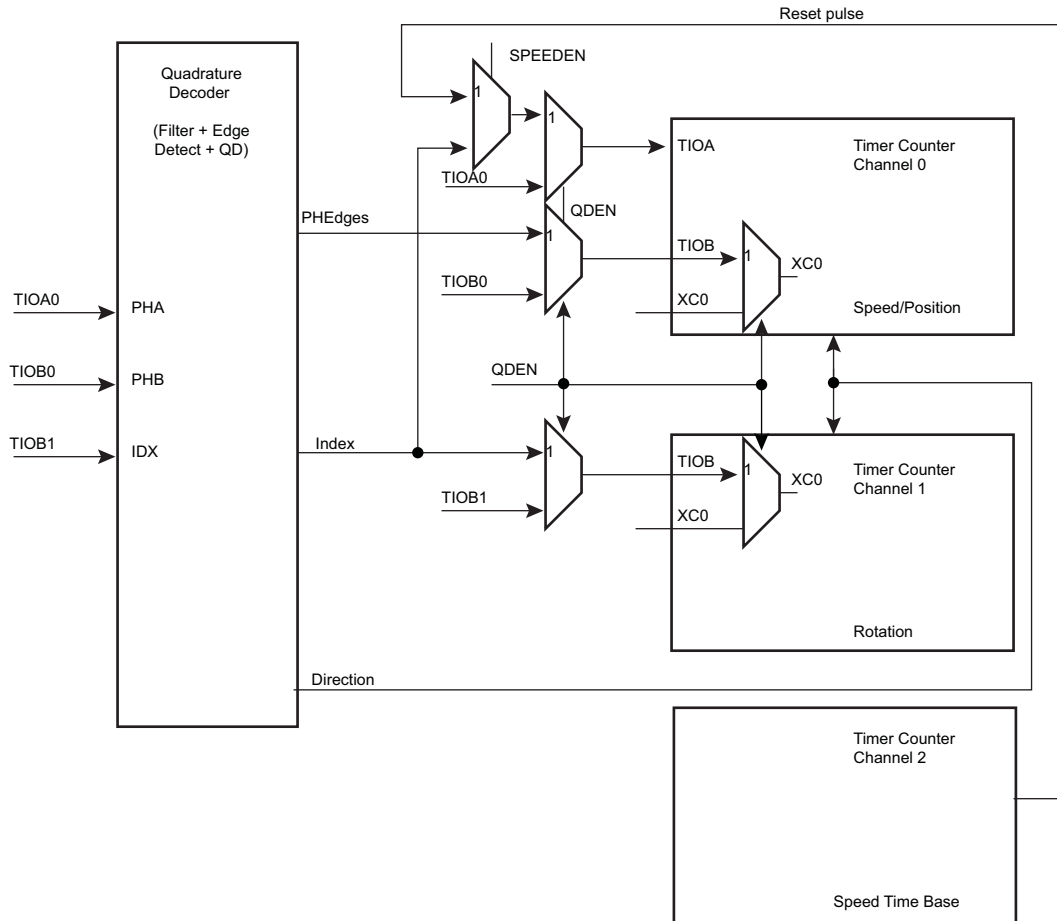 Reset pulse
SPEEDEN
Quadrature
Decoder
(Filter + Edge
Detect + QD)
1
1
TIOA
Timer Counter
Channel 0
TIOA0
QDEN
PHEdges
1
TIOB
1
XC0
TIOB0
XC0
Speed/Position
TIOA0
PHA
QDEN
TIOB0
PHB
TIOB1
IDX
Index
1
TIOB
1
XC0
Timer Counter
Channel 1
TIOB1
XC0
Rotation
Direction
Timer Counter
Channel 2
Speed Time Base